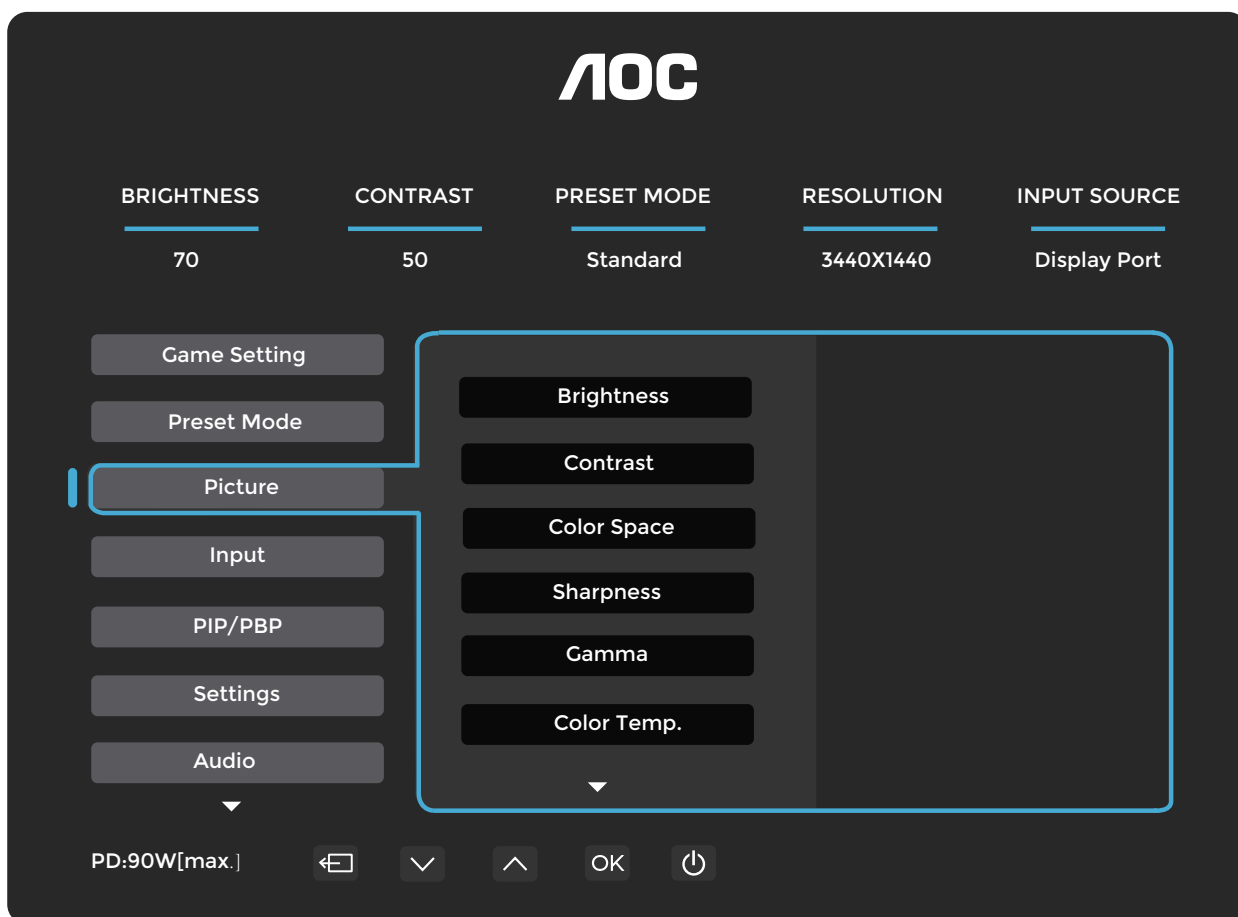 AOC
BRIGHTNESS CONTRAST PRESET MODE RESOLUTION INPUT SOURCE
70 50 Standard 3440X1440 Display Port
Game Setting
Preset Mode
Picture
Input
PIP/PBP
Settings
Audio
Brightness
Contrast
Color Space
Sharpness
Gamma
Color Temp.
PD:90W[max.]
OK